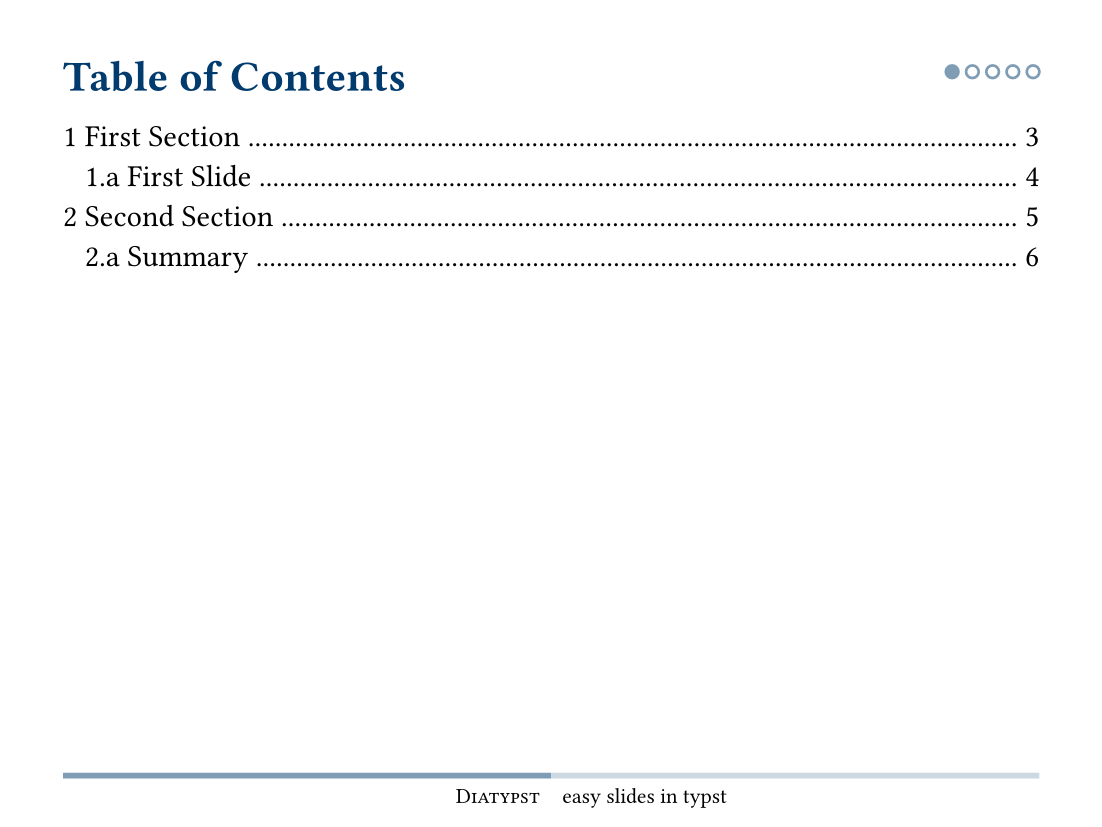 Table of Contents
1 First Section ........................................................................................................................ 3
1.a First Slide ...................................................................................................................... 4
2 Second Section ................................................................................................................... 5
2.a Summary ....................................................................................................................... 6
Diatypst easy slides in typst